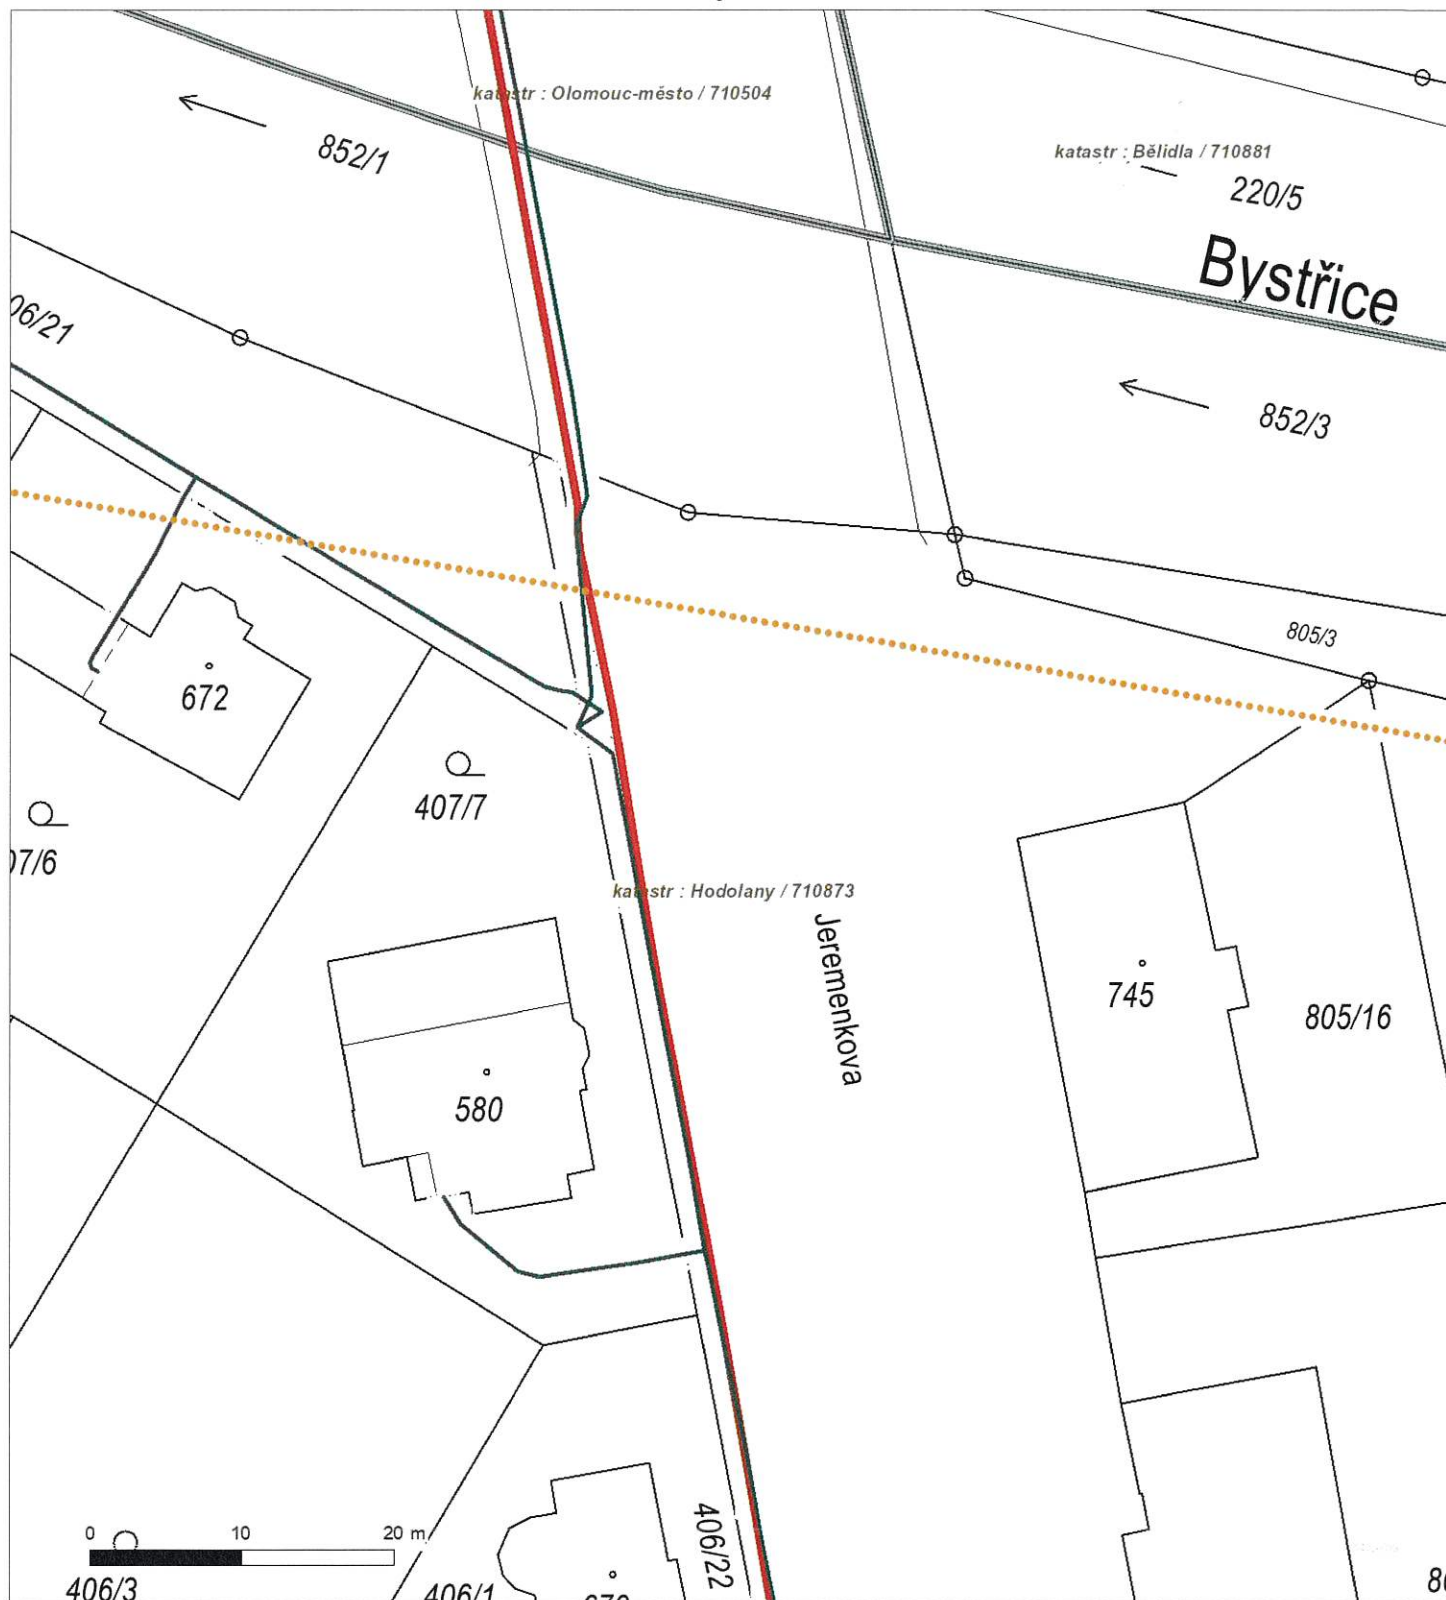 katastr : Olomouc-město / 710504
852/1
katastr : Bělidla / 710881
220/5
Bystřice
06/21
852/3
805/3
672
407/7
07/6
katastr : Hodolany / 710873
Jeremenkova
745
805/16
580
406/22
0 10 20 m
406/3
406/1